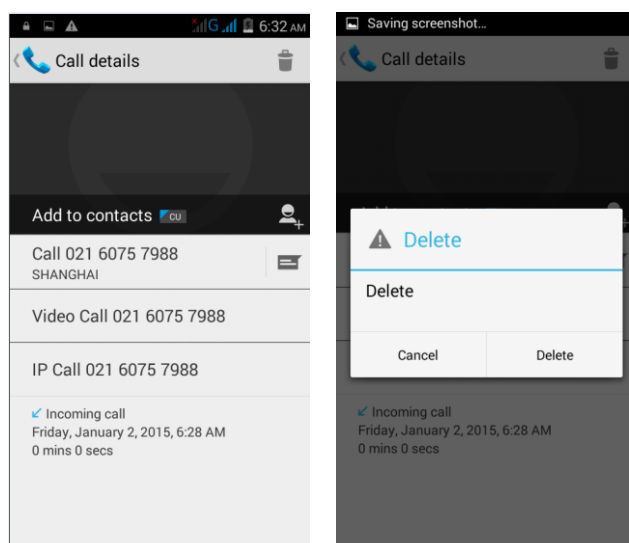 G 6:32 AM
Call details
Add to contacts CU
Call 021 6075 7988
SHANGHAI
Video Call 021 6075 7988
IP Call 021 6075 7988
Incoming call
Friday, January 2, 2015, 6:28 AM
0 mins 0 secs
Saving screenshot...
Call details
Delete
Delete
Cancel Delete
Incoming call
Friday, January 2, 2015, 6:28 AM
0 mins 0 secs